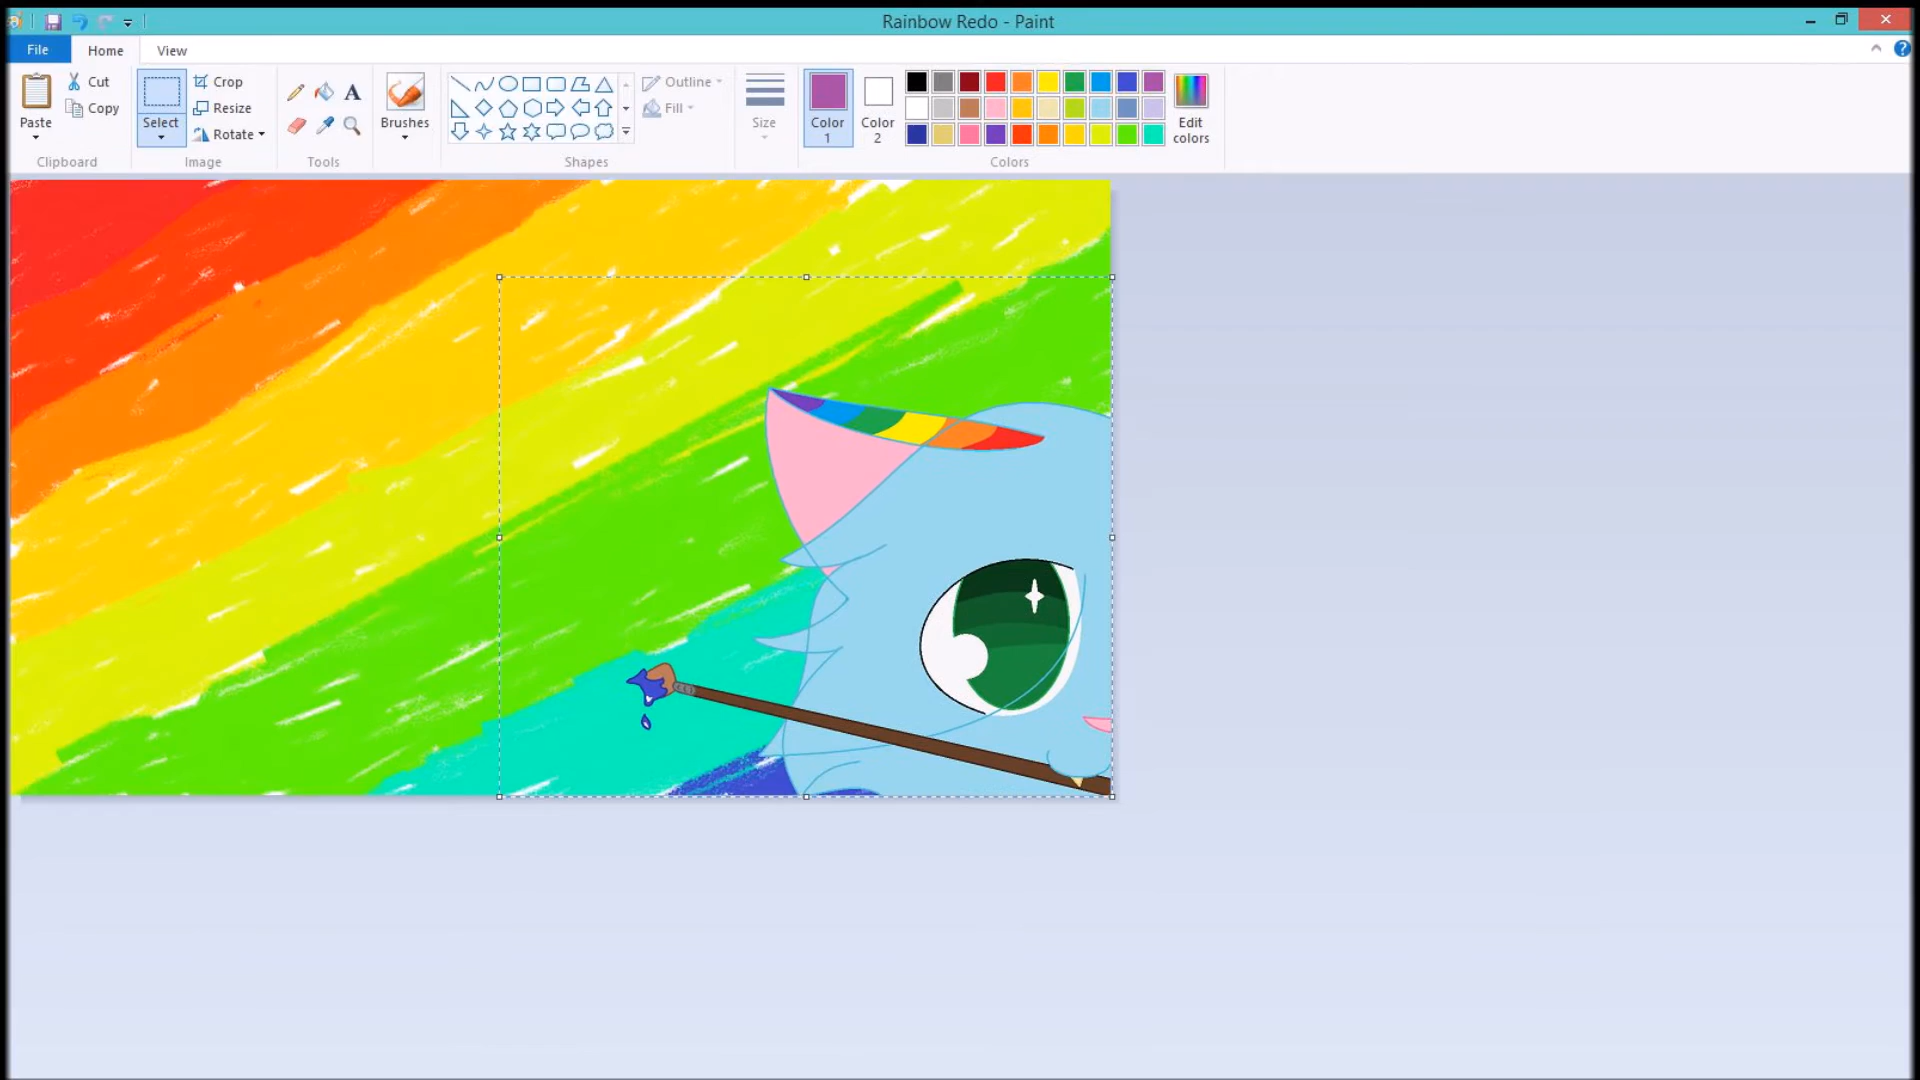 Rainbow Redo - Paint
File
Home
View
Paste
Cut
Copy
Clipboard
Select
Crop
Resize
Rotate
Image
A
Tools
Brushes
Outline
Fill
Shapes
Size
Color
1
Color
2
Edit
colors
Colors